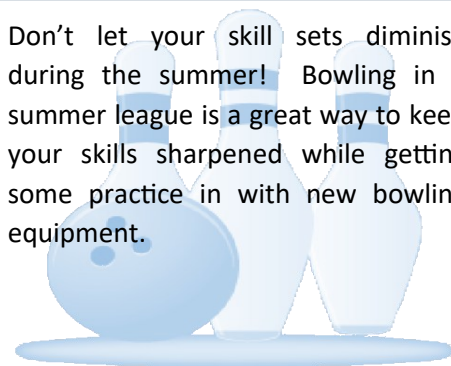 Don’t let your skill sets diminis
during the summer! Bowling in
summer league is a great way to kee
your skills sharpened while gettin
some practice in with new bowlin
equipment.